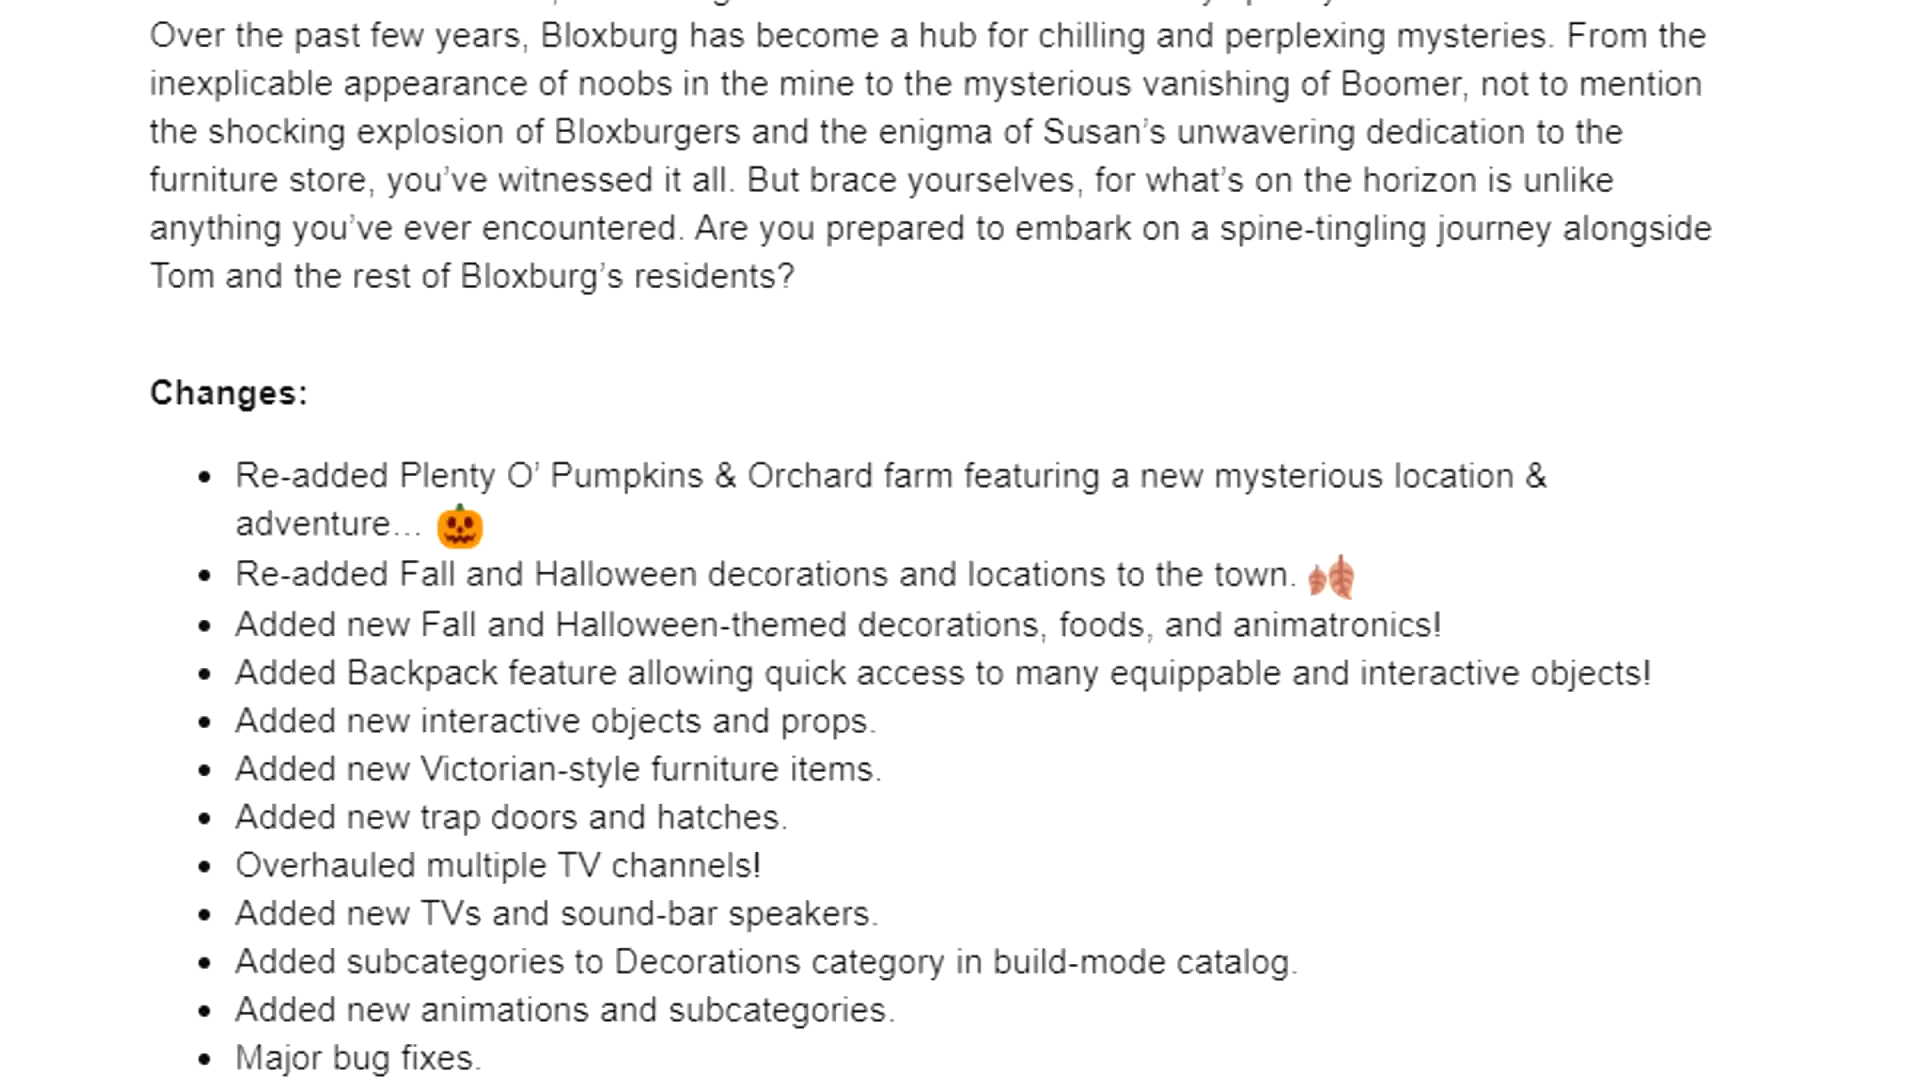 Over the past few years, Bloxburg has become a hub for chilling and perplexing mysteries. From the
inexplicable appearance of noobs in the mine to the mysterious vanishing of Boomer, not to mention
the shocking explosion of Bloxburgers and the enigma of Susan’s unwavering dedication to the
furniture store, you’ve witnessed it all. But brace yourselves, for what’s on the horizon is unlike
anything you’ve ever encountered. Are you prepared to embark on a spine-tingling journey alongside
Tom and the rest of Bloxburg’s residents?
Changes:
• Re-added Plenty O’ Pumpkins & Orchard farm featuring a new mysterious location &
adventure… 🎃
• Re-added Fall and Halloween decorations and locations to the town. 🍂
• Added new Fall and Halloween-themed decorations, foods, and animatronics!
• Added Backpack feature allowing quick access to many equippable and interactive objects!
• Added new interactive objects and props.
• Added new Victorian-style furniture items.
• Added new trap doors and hatches.
• Overhauled multiple TV channels!
• Added new TVs and sound-bar speakers.
• Added subcategories to Decorations category in build-mode catalog.
• Added new animations and subcategories.
• Major bug fixes.